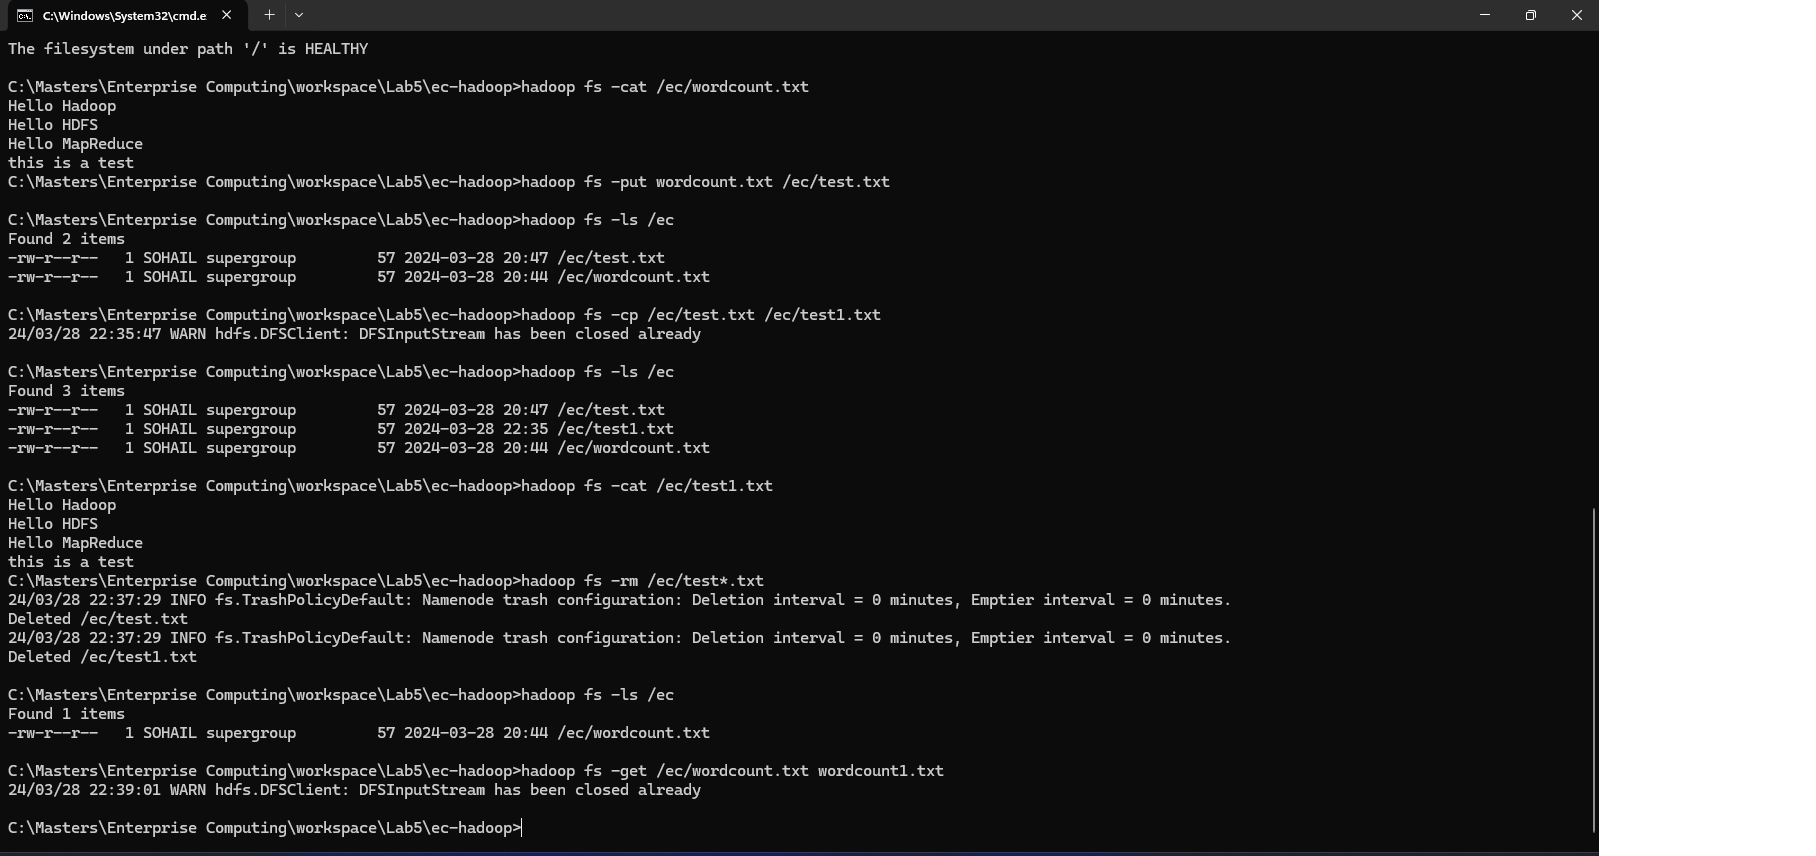 C:\Windows\System32\cmd.e
The filesystem under path '/' is HEALTHY
C:\Masters\Enterprise Computing\workspace\Lab5\ec-hadoop>hadoop fs -cat /ec/wordcount.txt
Hello Hadoop
Hello HDFS
Hello MapReduce
this is a test
C:\Masters\Enterprise Computing\workspace\Lab5\ec-hadoop>hadoop fs -put wordcount.txt /ec/test.txt
C:\Masters\Enterprise Computing\workspace\Lab5\ec-hadoop>hadoop fs -ls /ec
Found 2 items
-rw-r--r--   1 SOHAIL supergroup         57 2024-03-28 20:47 /ec/test.txt
-rw-r--r--   1 SOHAIL supergroup         57 2024-03-28 20:44 /ec/wordcount.txt
C:\Masters\Enterprise Computing\workspace\Lab5\ec-hadoop>hadoop fs -cp /ec/test.txt /ec/test1.txt
24/03/28 22:35:47 WARN hdfs.DFSClient: DFSInputStream has been closed already
C:\Masters\Enterprise Computing\workspace\Lab5\ec-hadoop>hadoop fs -ls /ec
Found 3 items
-rw-r--r--   1 SOHAIL supergroup         57 2024-03-28 20:47 /ec/test.txt
-rw-r--r--   1 SOHAIL supergroup         57 2024-03-28 22:35 /ec/test1.txt
-rw-r--r--   1 SOHAIL supergroup         57 2024-03-28 20:44 /ec/wordcount.txt
C:\Masters\Enterprise Computing\workspace\Lab5\ec-hadoop>hadoop fs -cat /ec/test1.txt
Hello Hadoop
Hello HDFS
Hello MapReduce
this is a test
C:\Masters\Enterprise Computing\workspace\Lab5\ec-hadoop>hadoop fs -rm /ec/test*.txt
24/03/28 22:37:29 INFO fs.TrashPolicyDefault: Namenode trash configuration: Deletion interval = 0 minutes, Emptier interval = 0 minutes.
Deleted /ec/test.txt
24/03/28 22:37:29 INFO fs.TrashPolicyDefault: Namenode trash configuration: Deletion interval = 0 minutes, Emptier interval = 0 minutes.
Deleted /ec/test1.txt
C:\Masters\Enterprise Computing\workspace\Lab5\ec-hadoop>hadoop fs -ls /ec
Found 1 items
-rw-r--r--   1 SOHAIL supergroup         57 2024-03-28 20:44 /ec/wordcount.txt
C:\Masters\Enterprise Computing\workspace\Lab5\ec-hadoop>hadoop fs -get /ec/wordcount.txt wordcount1.txt
24/03/28 22:39:01 WARN hdfs.DFSClient: DFSInputStream has been closed already
C:\Masters\Enterprise Computing\workspace\Lab5\ec-hadoop>